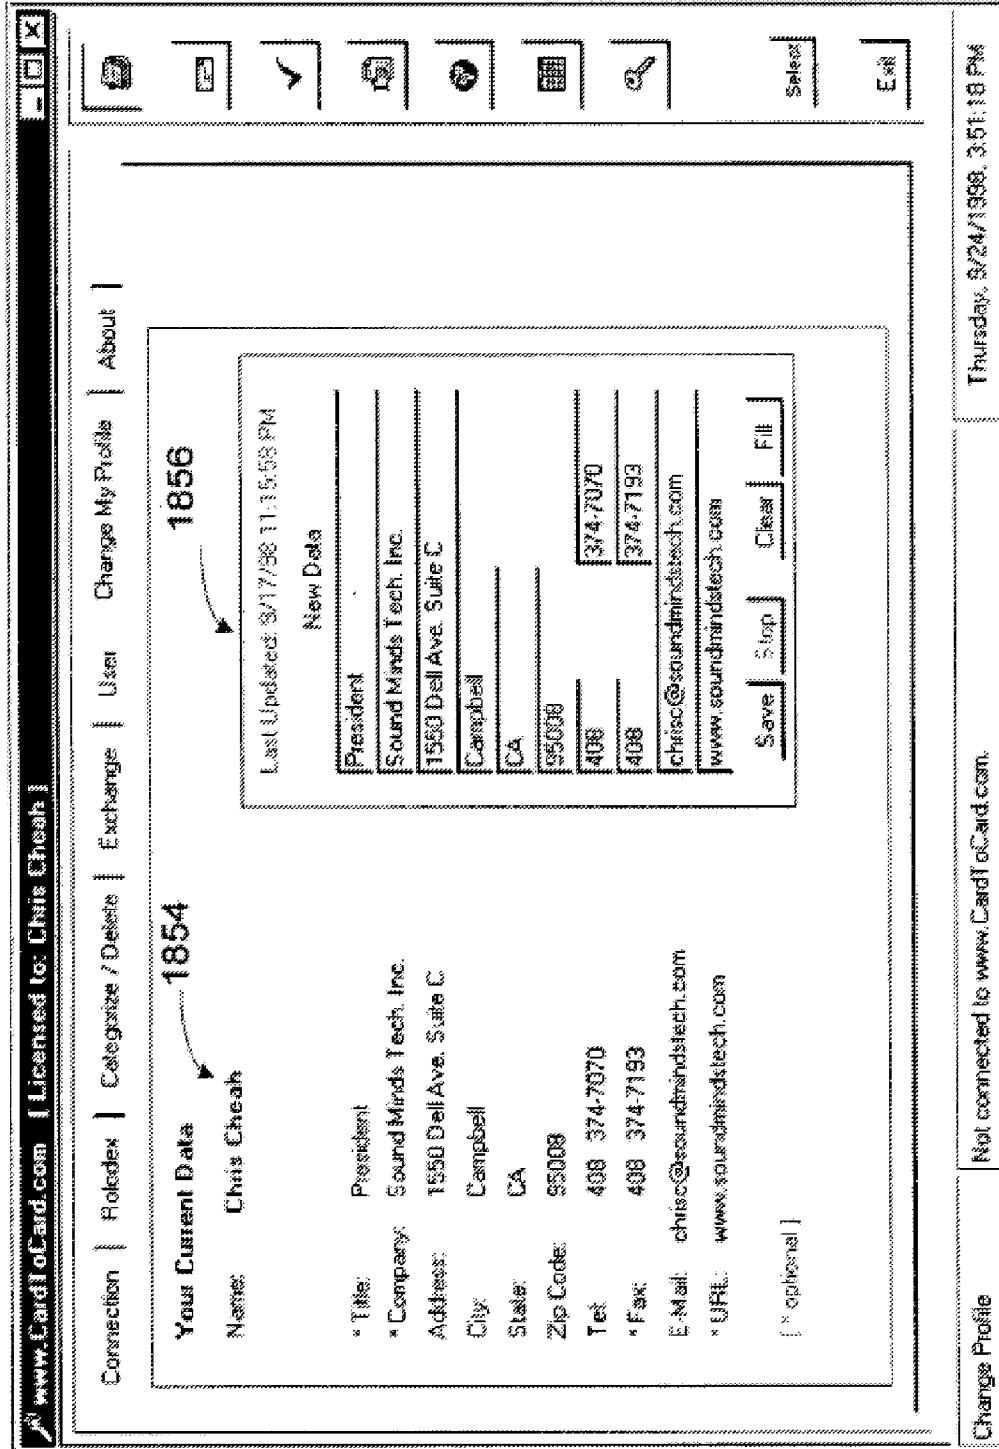 www.CardToCard.com [ Licensed to: Chris Cheah ]
Connection | Rolodex | Categorize / Delete | Exchange | User Change My Profile | About |
Your Current Data
1854
1856
Name: Chris Cheah
Last Updated: 9/17/98 11:15:58 PM
New Data
* Title: President
President
* Company: Sound Minds Tech. Inc.
Sound Minds Tech. Inc.
Address: 1550 Dell Ave. Suite C
1550 Dell Ave. Suite C
City: Campbell
Campbell
State: CA
CA
Zip Code: 95008
95008
Tel: 408 374-7070
408 374-7070
* Fax: 408 374-7193
408 374-7193
E-Mail: chrisc@soundmindstech.com
chrisc@soundmindstech.com
* URL: www.soundmindstech.com
www.soundmindstech.com
Save Stop Clear Fill
[ * optional ]
Select
Exit
Change Profile
Not connected to www.CardToCard.com.
Thursday, 9/24/1998, 3:51:18 PM